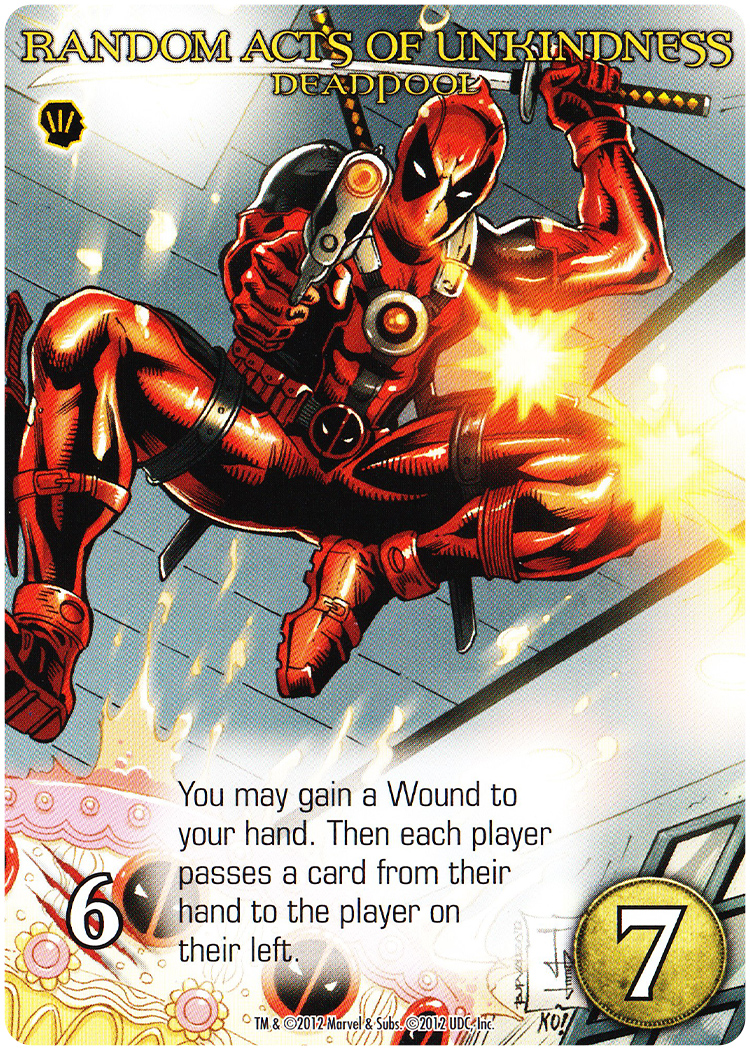 RANDOM ACTS OF UNKINDNESS
DEADPOOL
You may gain a Wound to
your hand. Then each player
passes a card from their
hand to the player on
their left.
6
7
KO!
TM & ©2012 Marvel & Subs. ©2012 UDC, Inc.